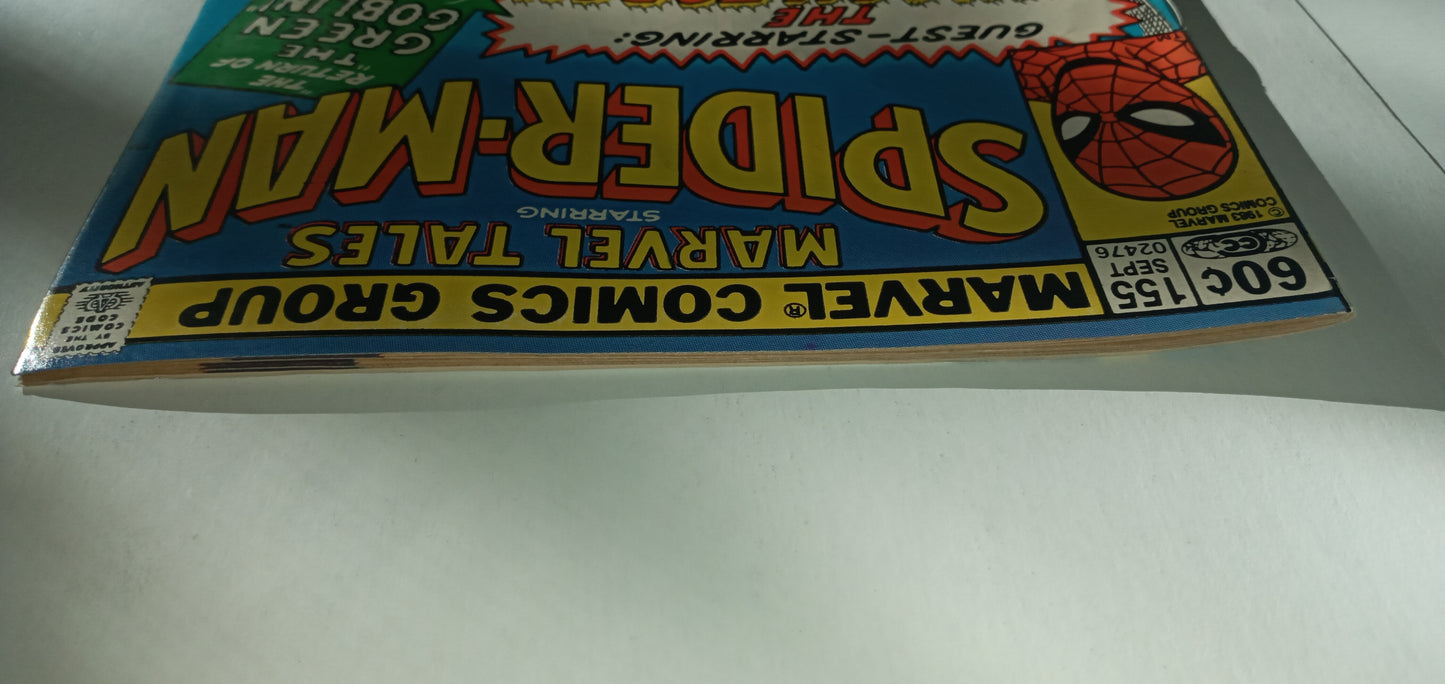 APPROVED
BY THE
COMICS
CODE
AUTHORITY
MARVEL® COMICS GROUP
60¢
CC
155
SEPT
02476
© 1983 MARVEL
COMICS GROUP
MARVEL TALES
STARRING
SPIDER-MAN
GUEST-STARRING:
THE
"THE
RETURN OF
THE
GREEN
GOBLIN"